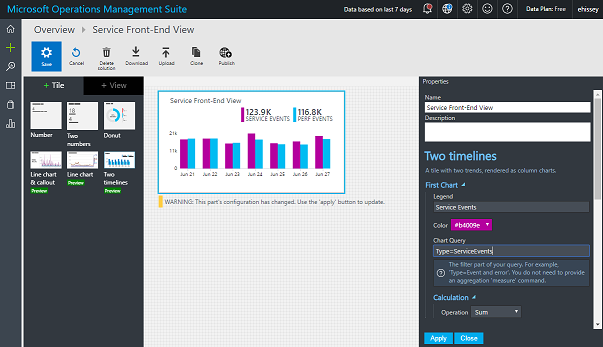 Microsoft Operations Management Suite
Data based on last 7 days
Data Plan: Free
ehissey
Overview
Service Front-End View
Save
Cancel
Delete
solution
Download
Upload
Clone
Publish
+ Tile
+ View
Number
Two
numbers
Donut
Line chart
& callout
Preview
Line chart
Preview
Two
timelines
Preview
Service Front-End View
123.9K
SERVICE EVENTS
116.8K
PERF EVENTS
21k
11k
0
Jun 21
Jun 22
Jun 23
Jun 24
Jun 25
Jun 26
Jun 27
WARNING: This part's configuration has changed. Use the 'apply' button to update.
Properties
Name
Service Front-End View
Description
Two timelines
A tile with two trends, rendered as column charts.
First Chart
Legend
Service Events
Color
#b4009e
Chart Query
Type=ServiceEvents
The filter part of your query. For example,
'Type=Event and error'. You do not need to provide
an aggregation 'measure' command.
Calculation
Operation
Sum
Apply
Close